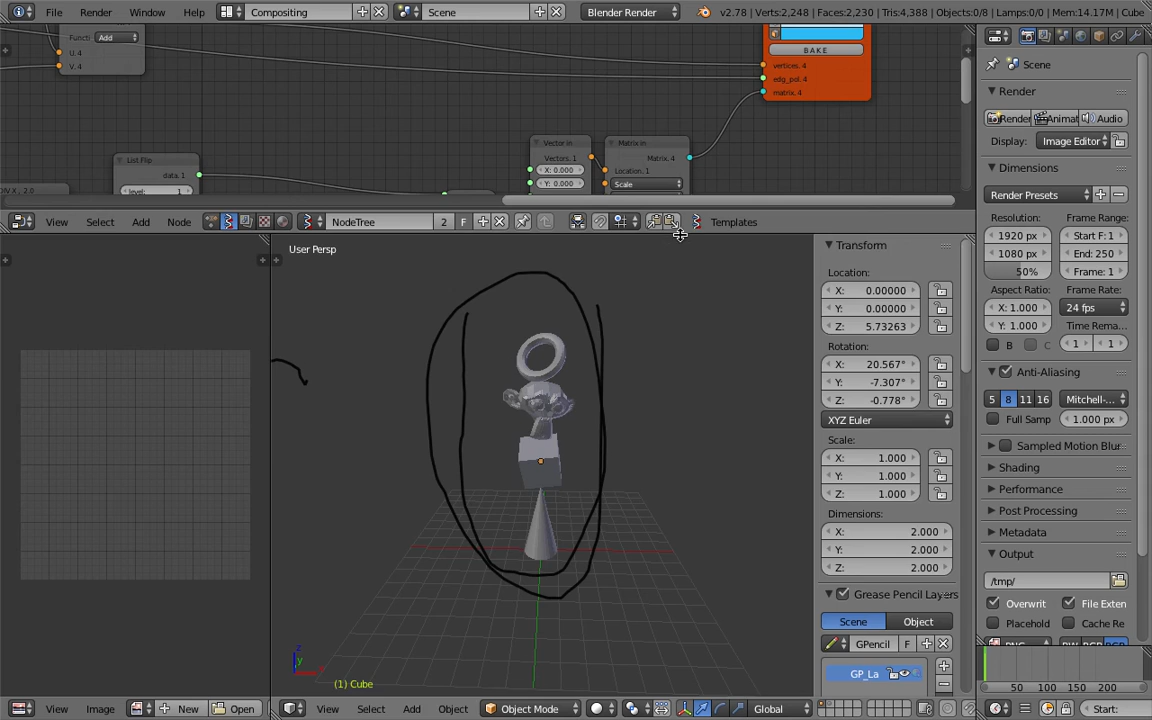 File Render Window Help Compositing Scene Blender Render v2.78 | Verts:2,248 | Faces:2,230 | Tris:4,388 | Objects:0/8 | Lamps:0/0 | Mem:14.17M | Cube
Functi Add
U. 4
V. 4
BAKE
vertices. 4
edg_pol. 4
matrix. 4
List Flip
data. 1
level: 1
DIV X , 2.0
Vector in
Vectors. 1
X: 0.000
Y: 0.000
Matrix in
Matrix. 4
Location. 1
Scale
View Select Add Node NodeTree 2 F Templates
User Persp
(1) Cube
Transform
Location:
X: 0.00000
Y: 0.00000
Z: 5.73263
Rotation:
X: 20.567°
Y: -7.307°
Z: -0.778°
XYZ Euler
Scale:
X: 1.000
Y: 1.000
Z: 1.000
Dimensions:
X: 2.000
Y: 2.000
Z: 2.000
Grease Pencil Layers
Scene Object
GPencil F
GP_La
Scene
Render
Render Animat Audio
Display: Image Editor
Dimensions
Render Presets
Resolution: Frame Range:
1920 px Start F: 1
1080 px End: 250
50% Frame: 1
Aspect Ratio: Frame Rate:
X: 1.000 24 fps
Y: 1.000 Time Rema...
B C 1 1
Anti-Aliasing
5 8 11 16 Mitchell-...
Full Samp 1.000 px
Sampled Motion Blur
Shading
Performance
Post Processing
Metadata
Output
/tmp/
Overwrit File Exten
Placehold Cache Re
50 100 150 200
View Image New Open
View Select Add Object Object Mode Global
Start: